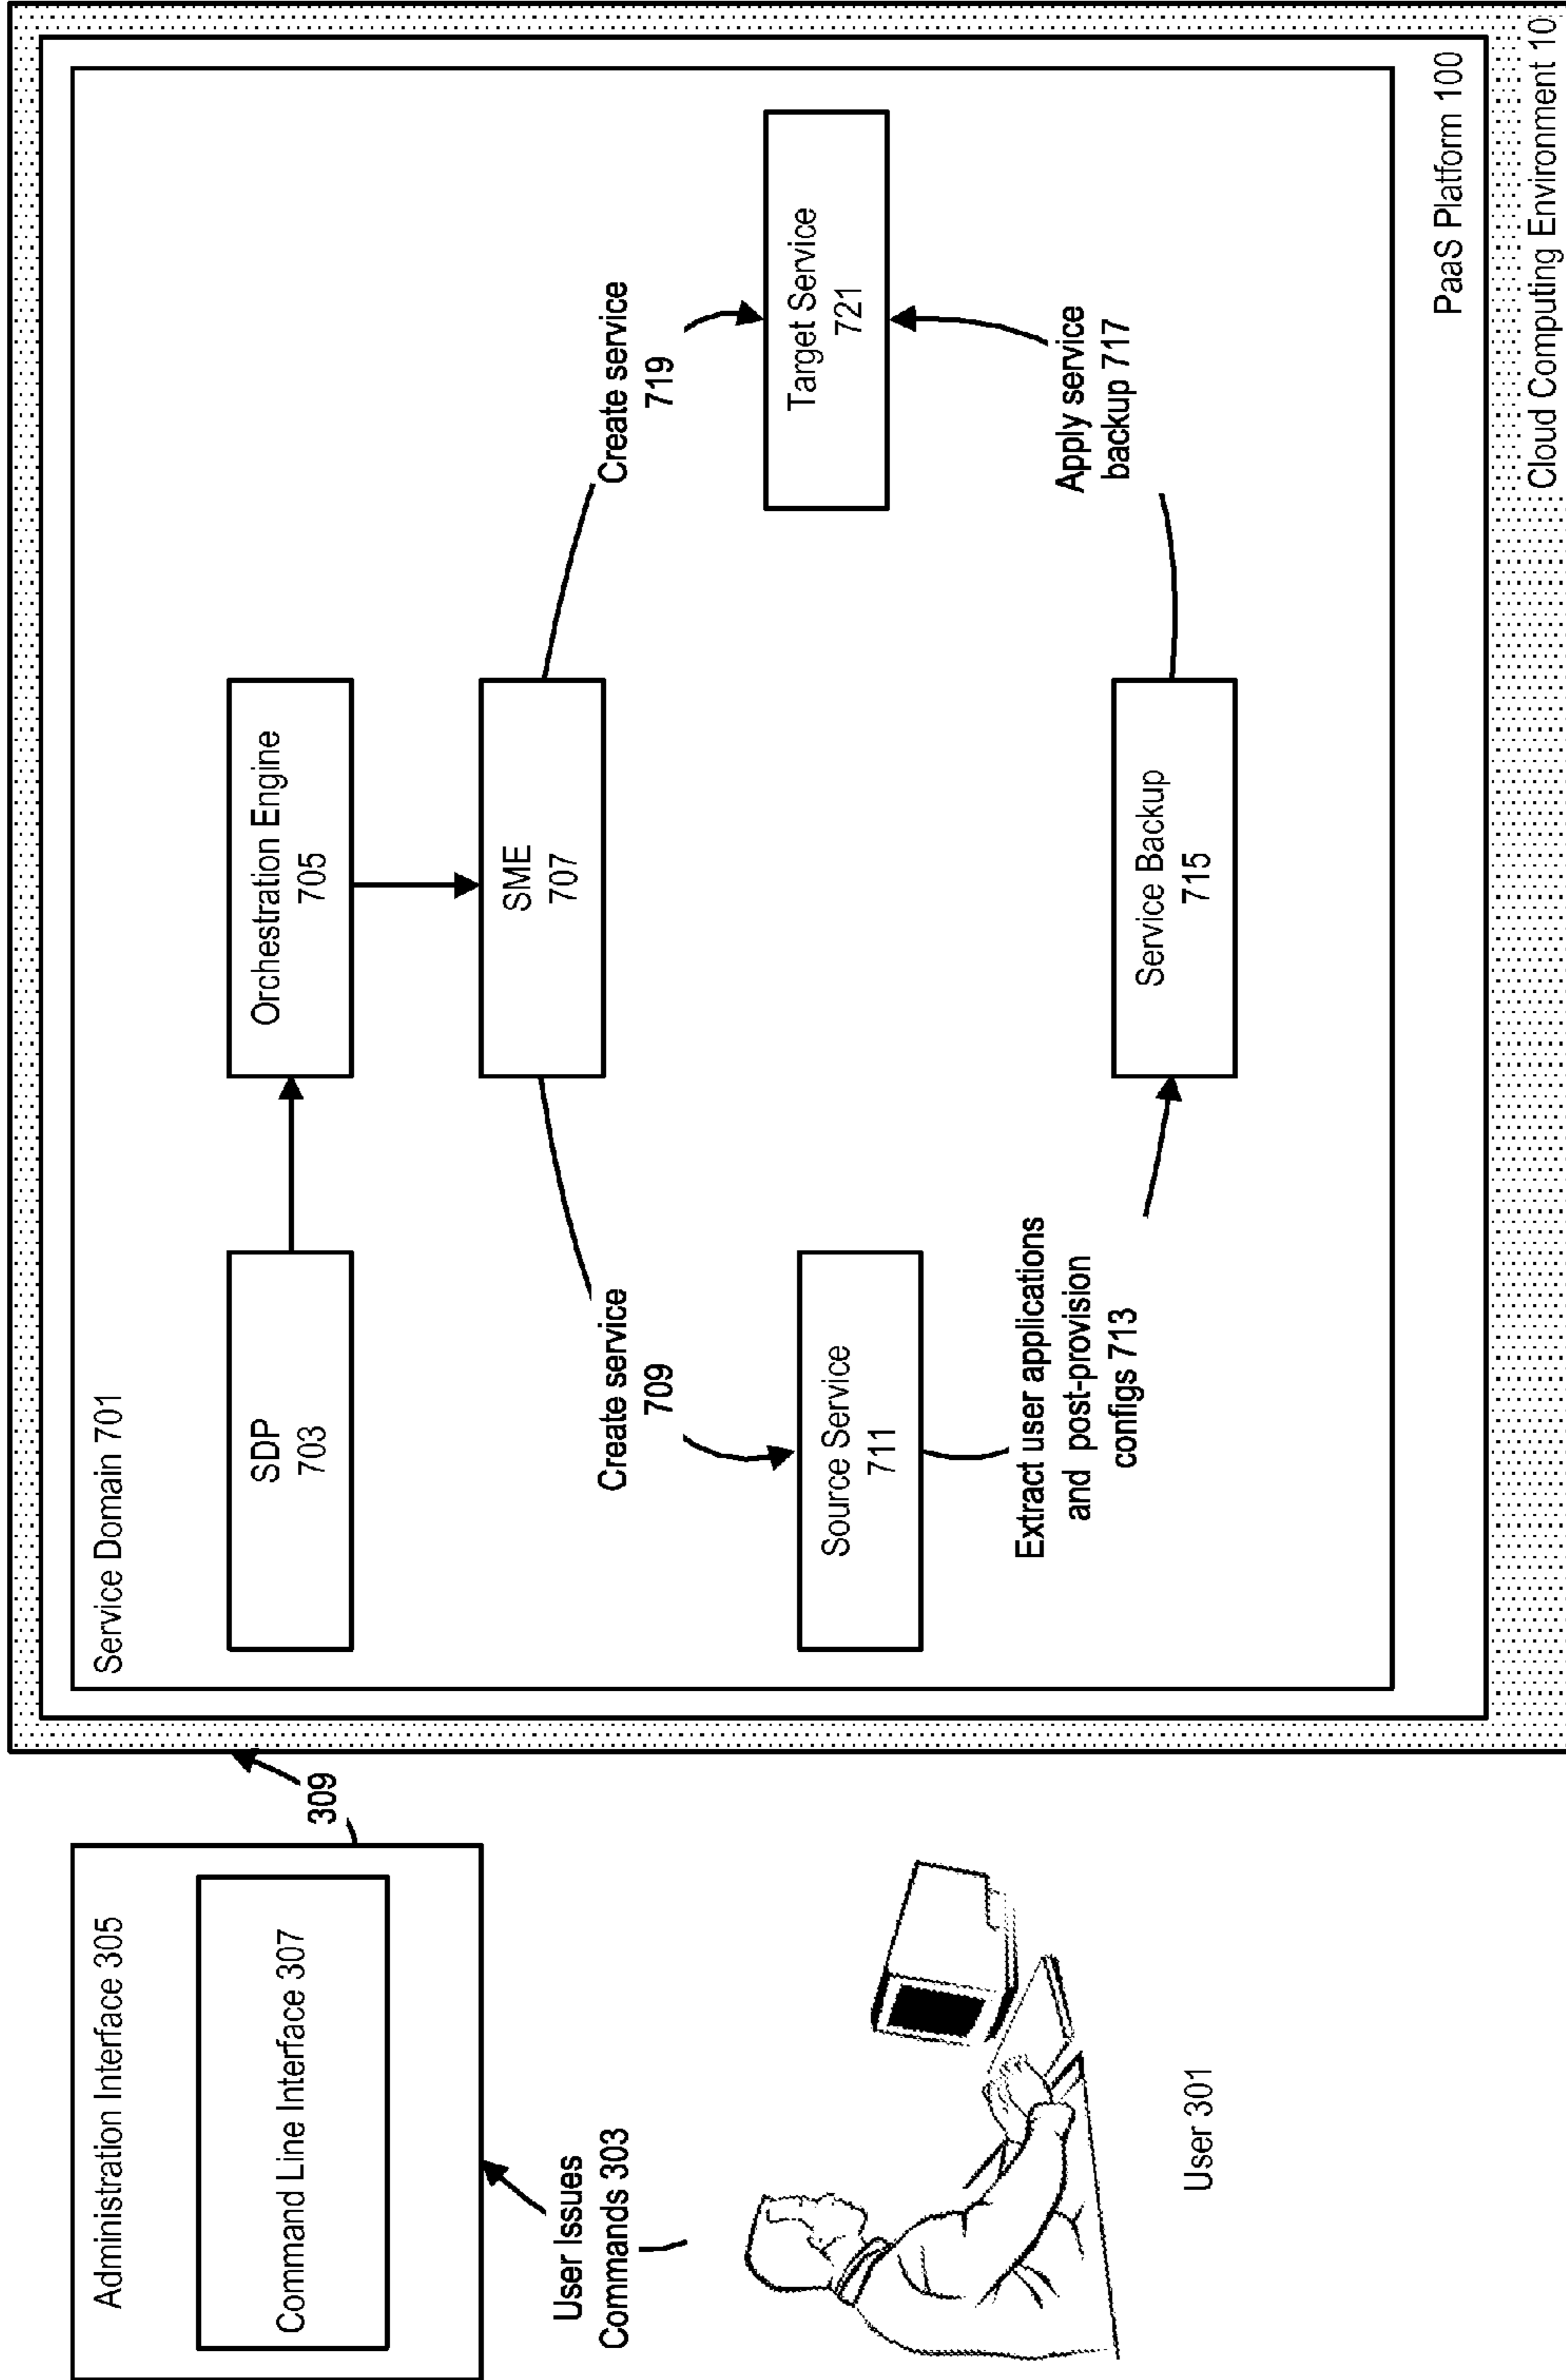 Administration Interface 305
Command Line Interface 307
309
User Issues
Commands 303
User 301
Service Domain 701
SDP
703
Orchestration Engine
705
SME
707
Create service
709
Create service
719
Source Service
711
Target Service
721
Extract user applications
and post-provision
configs 713
Apply service
backup 717
Service Backup
715
PaaS Platform 100
Cloud Computing Environment 10